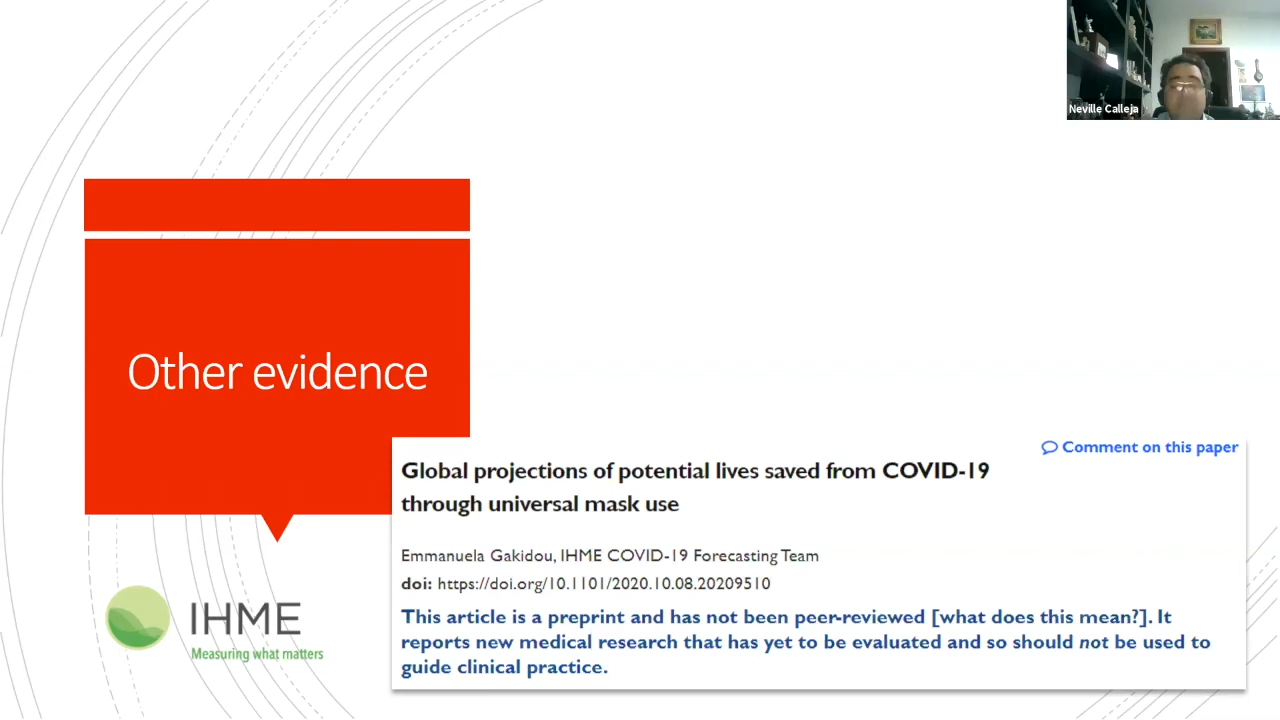 Neville Calleja
Other evidence
Comment on this paper
Global projections of potential lives saved from COVID-19
through universal mask use
Emmanuela Gakidou, IHME COVID-19 Forecasting Team
doi: https://doi.org/10.1101/2020.10.08.20209510
This article is a preprint and has not been peer-reviewed [what does this mean?]. It
reports new medical research that has yet to be evaluated and so should not be used to
guide clinical practice.
IHME
Measuring what matters